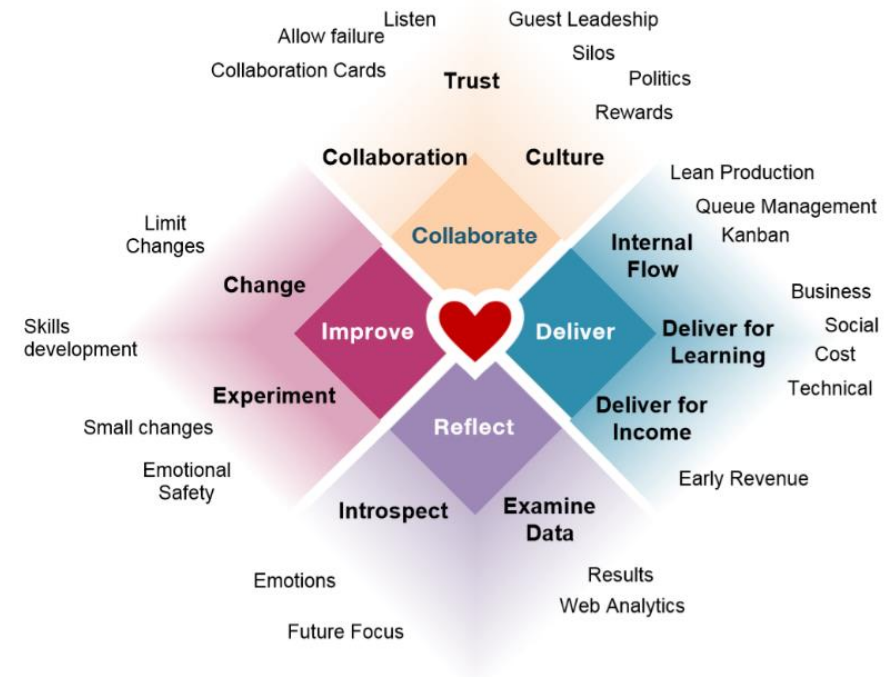 Listen
Guest Leadeship
Allow failure
Silos
Collaboration Cards
Trust
Politics
Rewards
Collaboration
Culture
Lean Production
Queue Management
Limit
Changes
Collaborate
Internal
Flow
Kanban
Change
Business
Skills
development
Improve
Deliver
Deliver for
Learning
Social
Cost
Technical
Experiment
Deliver for
Income
Small changes
Reflect
Emotional
Safety
Early Revenue
Introspect
Examine
Data
Emotions
Results
Web Analytics
Future Focus